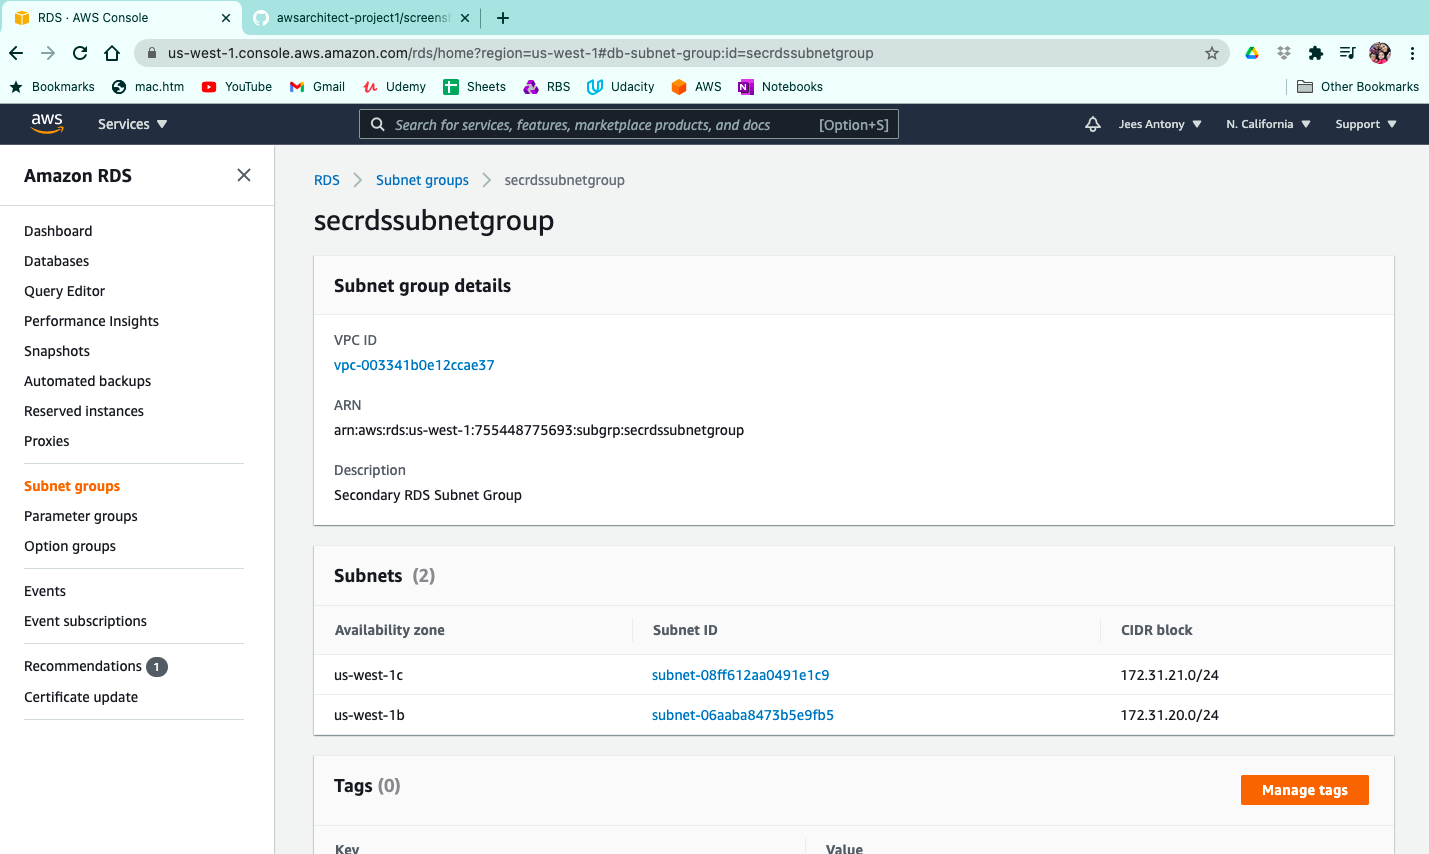 RDS · AWS Console
awsarchitect-project1/screensh
us-west-1.console.aws.amazon.com/rds/home?region=us-west-1#db-subnet-group:id=secrdssubnetgroup
Bookmarks mac.htm YouTube Gmail Udemy Sheets RBS Udacity AWS Notebooks Other Bookmarks
aws Services Search for services, features, marketplace products, and docs [Option+S] Jees Antony N. California Support
Amazon RDS
Dashboard
Databases
Query Editor
Performance Insights
Snapshots
Automated backups
Reserved instances
Proxies
Subnet groups
Parameter groups
Option groups
Events
Event subscriptions
Recommendations 1
Certificate update
RDS Subnet groups secrdssubnetgroup
secrdssubnetgroup
Subnet group details
VPC ID
vpc-003341b0e12ccae37
ARN
arn:aws:rds:us-west-1:755448775693:subgrp:secrdssubnetgroup
Description
Secondary RDS Subnet Group
Subnets (2)
Availability zone Subnet ID CIDR block
us-west-1c subnet-08ff612aa0491e1c9 172.31.21.0/24
us-west-1b subnet-06aaba8473b5e9fb5 172.31.20.0/24
Tags (0)
Manage tags
Key Value